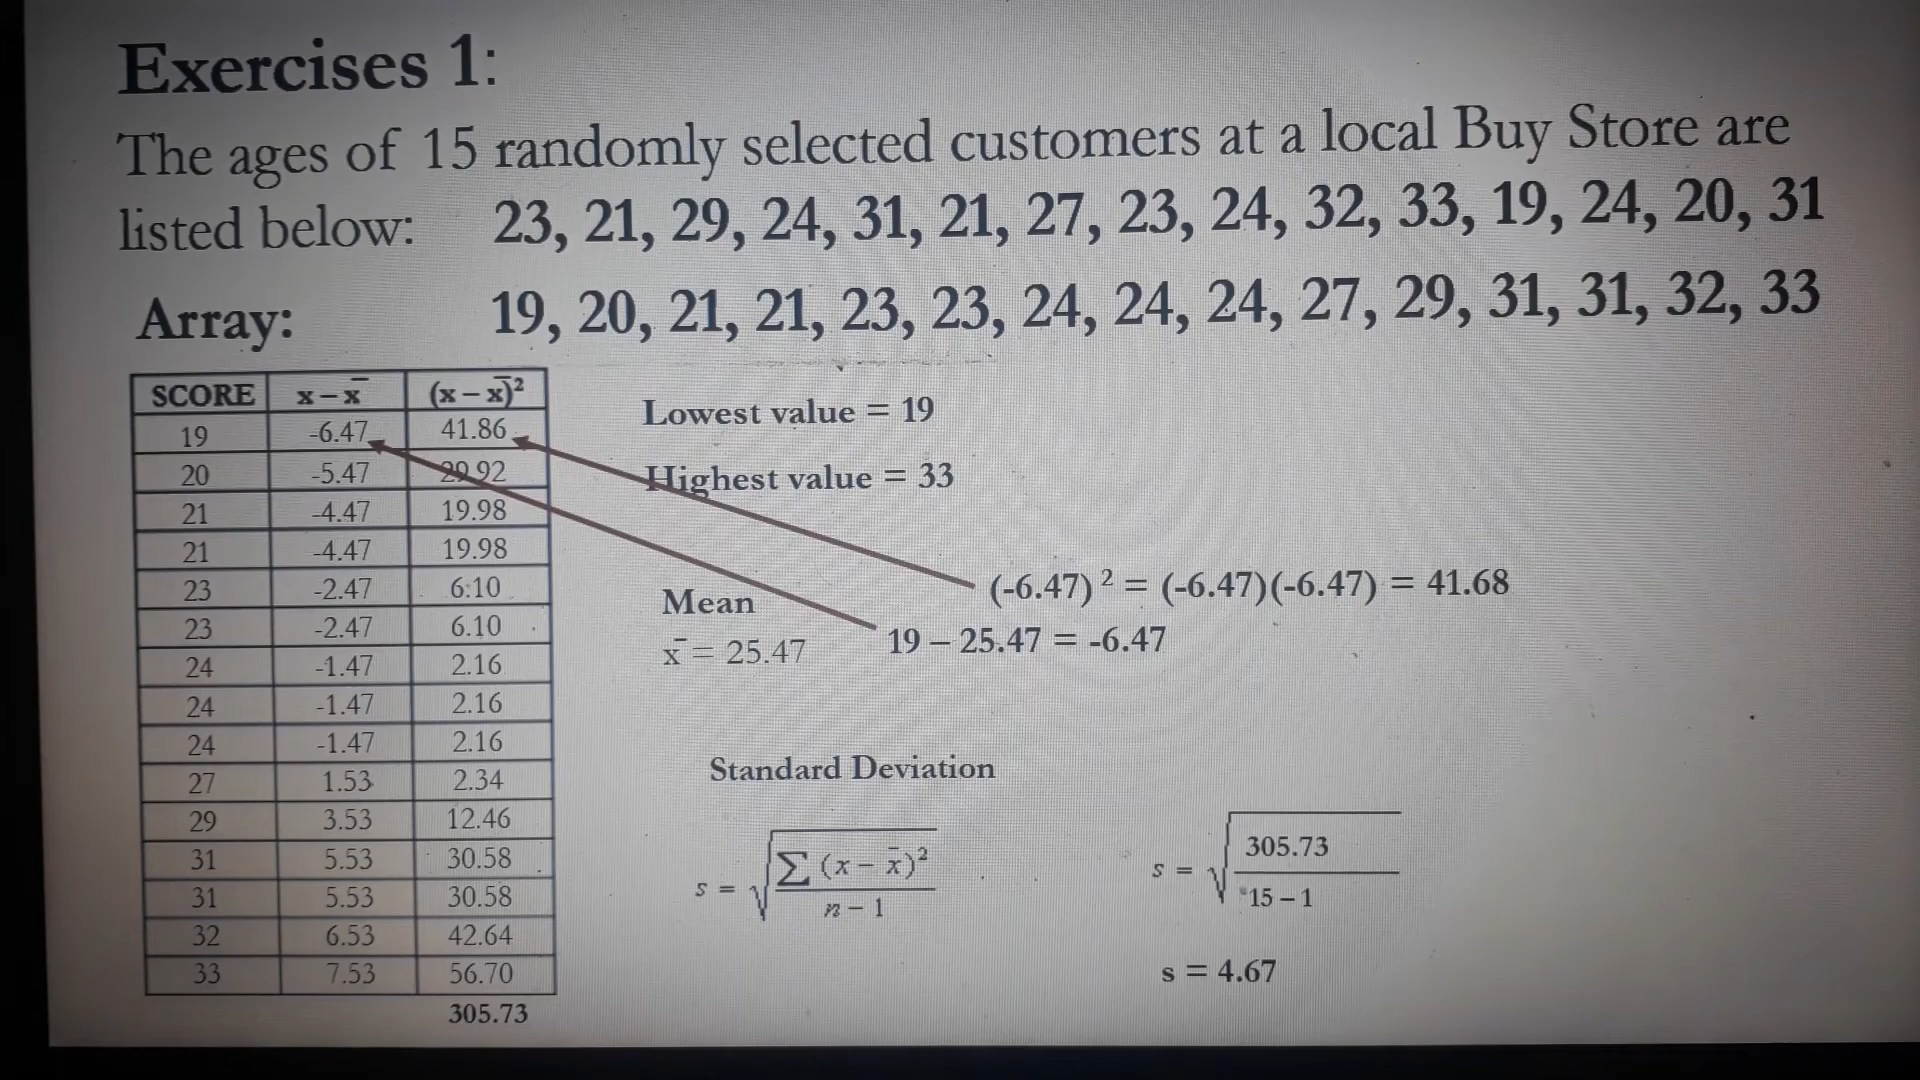 Exercises 1:
The ages of 15 randomly selected customers at a local Buy Store are
listed below: 23, 21, 29, 24, 31, 21, 27, 23, 24, 32, 33, 19, 24, 20, 31
Array: 19, 20, 21, 21, 23, 23, 24, 24, 24, 27, 29, 31, 31, 32, 33
SCORE x – x̄ (x – x̄)²
19 -6.47 41.86
20 -5.47 29.92
21 -4.47 19.98
21 -4.47 19.98
23 -2.47 6.10
23 -2.47 6.10
24 -1.47 2.16
24 -1.47 2.16
24 -1.47 2.16
27 1.53 2.34
29 3.53 12.46
31 5.53 30.58
31 5.53 30.58
32 6.53 42.64
33 7.53 56.70
305.73
Lowest value = 19
Highest value = 33
(-6.47)² = (-6.47)(-6.47) = 41.68
Mean
x̄ = 25.47
19 – 25.47 = -6.47
Standard Deviation
s = √(∑(x – x̄)² / n – 1)
s = √(305.73 / 15 – 1)
s = 4.67